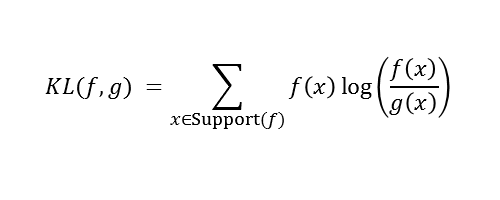 KL(f,g) = ∑ f(x) log(f(x)/g(x))
x∈Support(f)